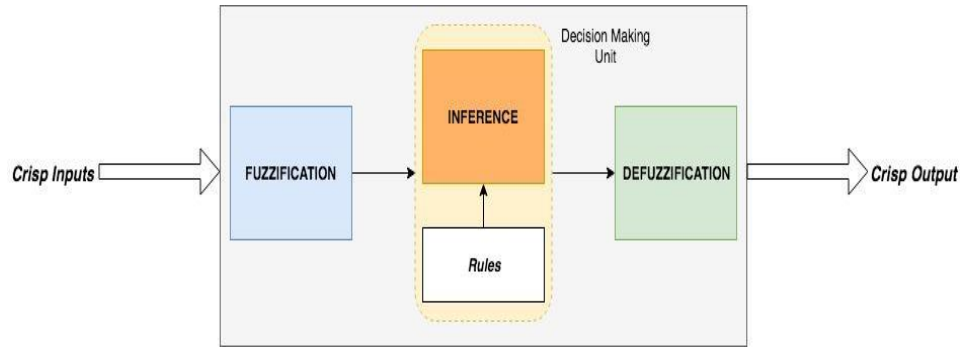 Decision Making
Unit
INFERENCE
Crisp Inputs
FUZZIFICATION
DEFUZZIFICATION
Crisp Output
Rules